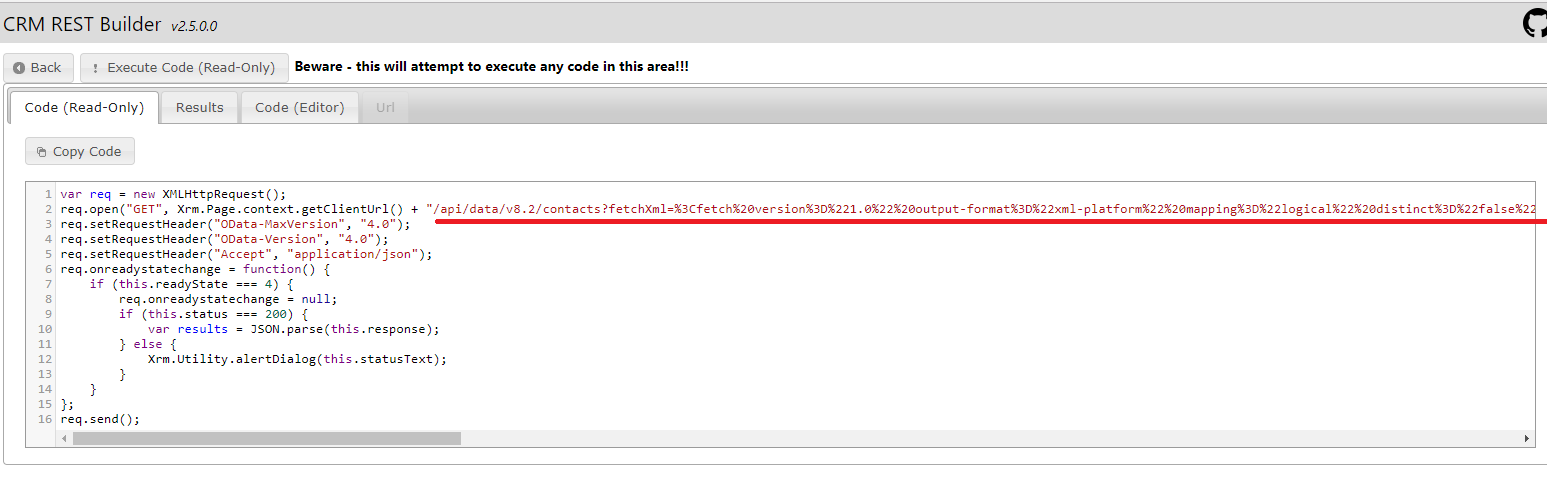 CRM REST Builder v2.5.0.0
Back
! Execute Code (Read-Only)
Beware - this will attempt to execute any code in this area!!!
Code (Read-Only)
Results
Code (Editor)
Url
Copy Code
1 var req = new XMLHttpRequest();
2 req.open("GET", Xrm.Page.context.getClientUrl() + "/api/data/v8.2/contacts?fetchXml=%3Cfetch%20version%3D%221.0%22%20output-format%3D%22xml-platform%22%20mapping%3D%22logical%22%20distinct%3D%22false%22
3 req.setRequestHeader("OData-MaxVersion", "4.0");
4 req.setRequestHeader("OData-Version", "4.0");
5 req.setRequestHeader("Accept", "application/json");
6 req.onreadystatechange = function() {
7     if (this.readyState === 4) {
8         req.onreadystatechange = null;
9         if (this.status === 200) {
10             var results = JSON.parse(this.response);
11         } else {
12             Xrm.Utility.alertDialog(this.statusText);
13         }
14     }
15 };
16 req.send();